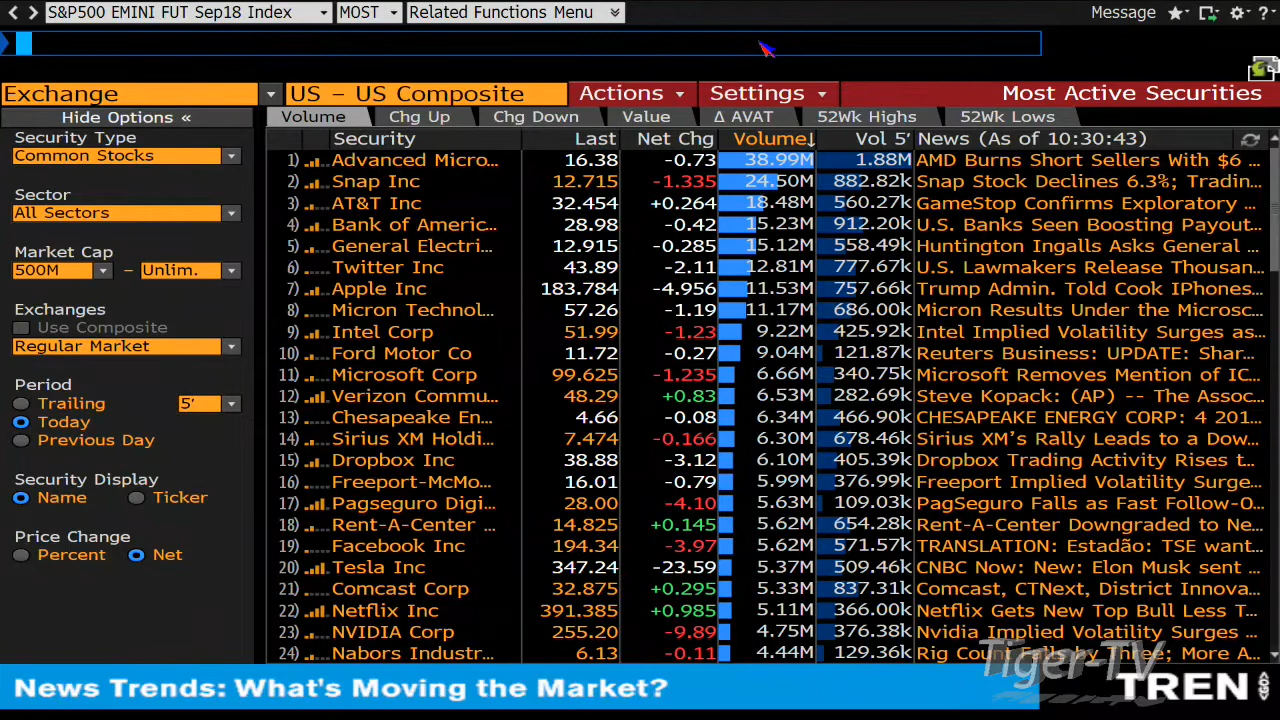 S&P500 EMINI FUT Sep18 Index MOST Related Functions Menu Message
Exchange US - US Composite Actions Settings Most Active Securities
Hide Options « Volume Chg Up Chg Down Value Δ AVAT 52Wk Highs 52Wk Lows
Security Type
Common Stocks
Sector
All Sectors
Market Cap
500M - Unlim.
Exchanges
Use Composite
Regular Market
Period
Trailing 5'
Today
Previous Day
Security Display
Name Ticker
Price Change
Percent Net
Security Last Net Chg Volume↓ Vol 5' News (As of 10:30:43)
1) Advanced Micro... 16.38 -0.73 38.99M 1.88M AMD Burns Short Sellers With $6 ...
2) Snap Inc 12.715 -1.335 24.50M 882.82k Snap Stock Declines 6.3%; Tradin...
3) AT&T Inc 32.454 +0.264 18.48M 560.27k GameStop Confirms Exploratory ...
4) Bank of Americ... 28.98 -0.42 15.23M 912.20k U.S. Banks Seen Boosting Payout...
5) General Electri... 12.915 -0.285 15.12M 558.49k Huntington Ingalls Asks General ...
6) Twitter Inc 43.89 -2.11 12.81M 777.67k U.S. Lawmakers Release Thousan...
7) Apple Inc 183.784 -4.956 11.53M 757.66k Trump Admin. Told Cook IPhones...
8) Micron Technol... 57.26 -1.19 11.17M 686.00k Micron Results Under the Microsc...
9) Intel Corp 51.99 -1.23 9.22M 425.92k Intel Implied Volatility Surges as...
10) Ford Motor Co 11.72 -0.27 9.04M 121.87k Reuters Business: UPDATE: Shar...
11) Microsoft Corp 99.625 -1.235 6.66M 340.75k Microsoft Removes Mention of IC...
12) Verizon Commu... 48.29 +0.83 6.53M 282.69k Steve Kopack: (AP) -- The Assoc...
13) Chesapeake En... 4.66 -0.08 6.34M 466.90k CHESAPEAKE ENERGY CORP: 4 201...
14) Sirius XM Holdi... 7.474 -0.166 6.30M 678.46k Sirius XM's Rally Leads to a Dow...
15) Dropbox Inc 38.88 -3.12 6.10M 405.39k Dropbox Trading Activity Rises t...
16) Freeport-McMo... 16.01 -0.79 5.99M 376.99k Freeport Implied Volatility Surge...
17) Pagseguro Digi... 28.00 -4.10 5.63M 109.03k PagSeguro Falls as Fast Follow-O...
18) Rent-A-Center ... 14.825 +0.145 5.62M 654.28k Rent-A-Center Downgraded to Ne...
19) Facebook Inc 194.34 -3.97 5.62M 571.57k TRANSLATION: Estadão: TSE want...
20) Tesla Inc 347.24 -23.59 5.37M 509.46k CNBC Now: New: Elon Musk sent ...
21) Comcast Corp 32.875 +0.295 5.33M 837.31k Comcast, CTNext, District Innova...
22) Netflix Inc 391.385 +0.985 5.11M 366.00k Netflix Gets New Top Bull Less T...
23) NVIDIA Corp 255.20 -9.89 4.75M 376.38k Nvidia Implied Volatility Surges ...
24) Nabors Industr... 6.13 -0.11 4.44M 129.36k Rig Count Falls by Three; More A...
Tiger-TV
News Trends: What's Moving the Market? TREN